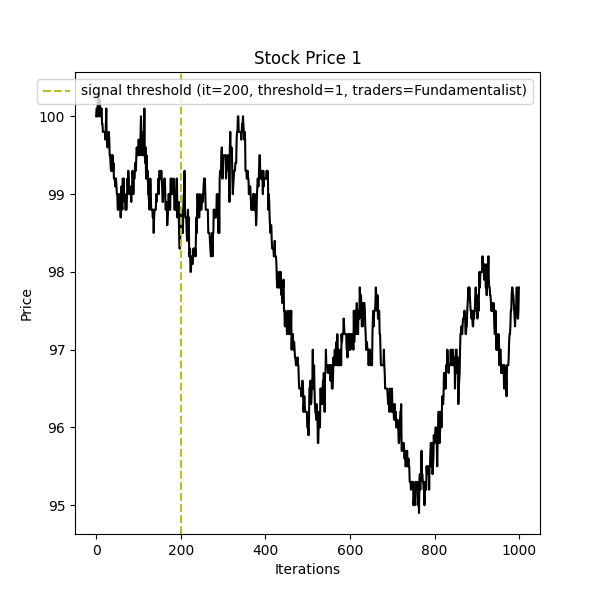 Stock Price 1
signal threshold (it=200, threshold=1, traders=Fundamentalist)
100
99
98
97
96
95
Price
0 200 400 600 800 1000
Iterations